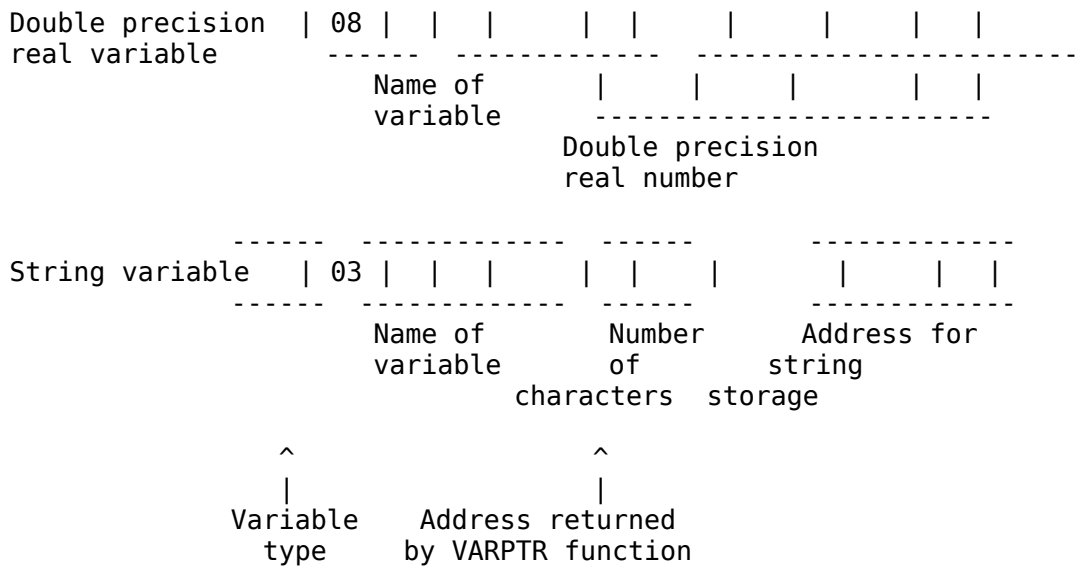 Double precision  | 08 |  |  |     |  |     |     |     |   |
real variable       ------  -------------  ------------------------
Name of       |     |     |       |   |
variable      -------------------------
Double precision
real number
------  -------------  ------       -------------
String variable   | 03 |  |  |     |  |    |       |     |  |
------  -------------  ------       -------------
Name of        Number      Address for
variable       of        string
characters  storage
^                   ^
|                   |
Variable    Address returned
type     by VARPTR function